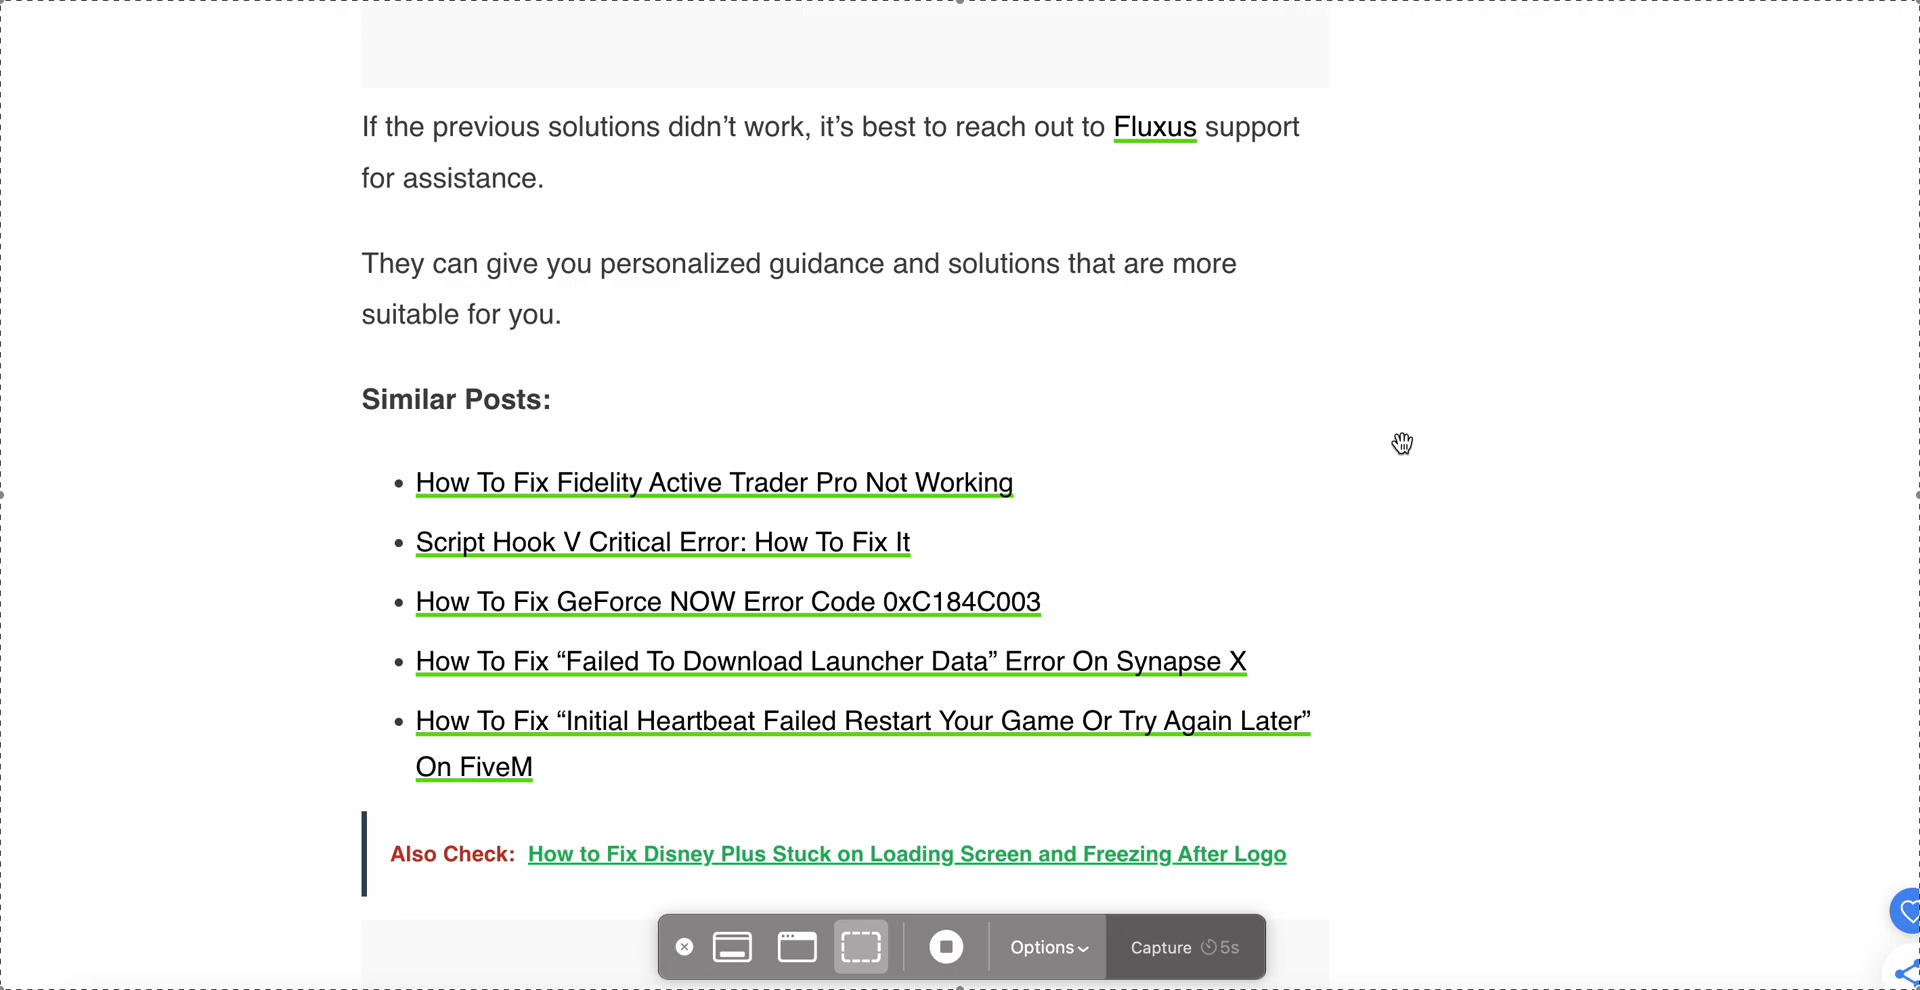 If the previous solutions didn’t work, it’s best to reach out to Fluxus support
for assistance.
They can give you personalized guidance and solutions that are more
suitable for you.
Similar Posts:
• How To Fix Fidelity Active Trader Pro Not Working
• Script Hook V Critical Error: How To Fix It
• How To Fix GeForce NOW Error Code 0xC184C003
• How To Fix “Failed To Download Launcher Data” Error On Synapse X
• How To Fix “Initial Heartbeat Failed Restart Your Game Or Try Again Later”
On FiveM
Also Check: How to Fix Disney Plus Stuck on Loading Screen and Freezing After Logo
Options Capture 5s